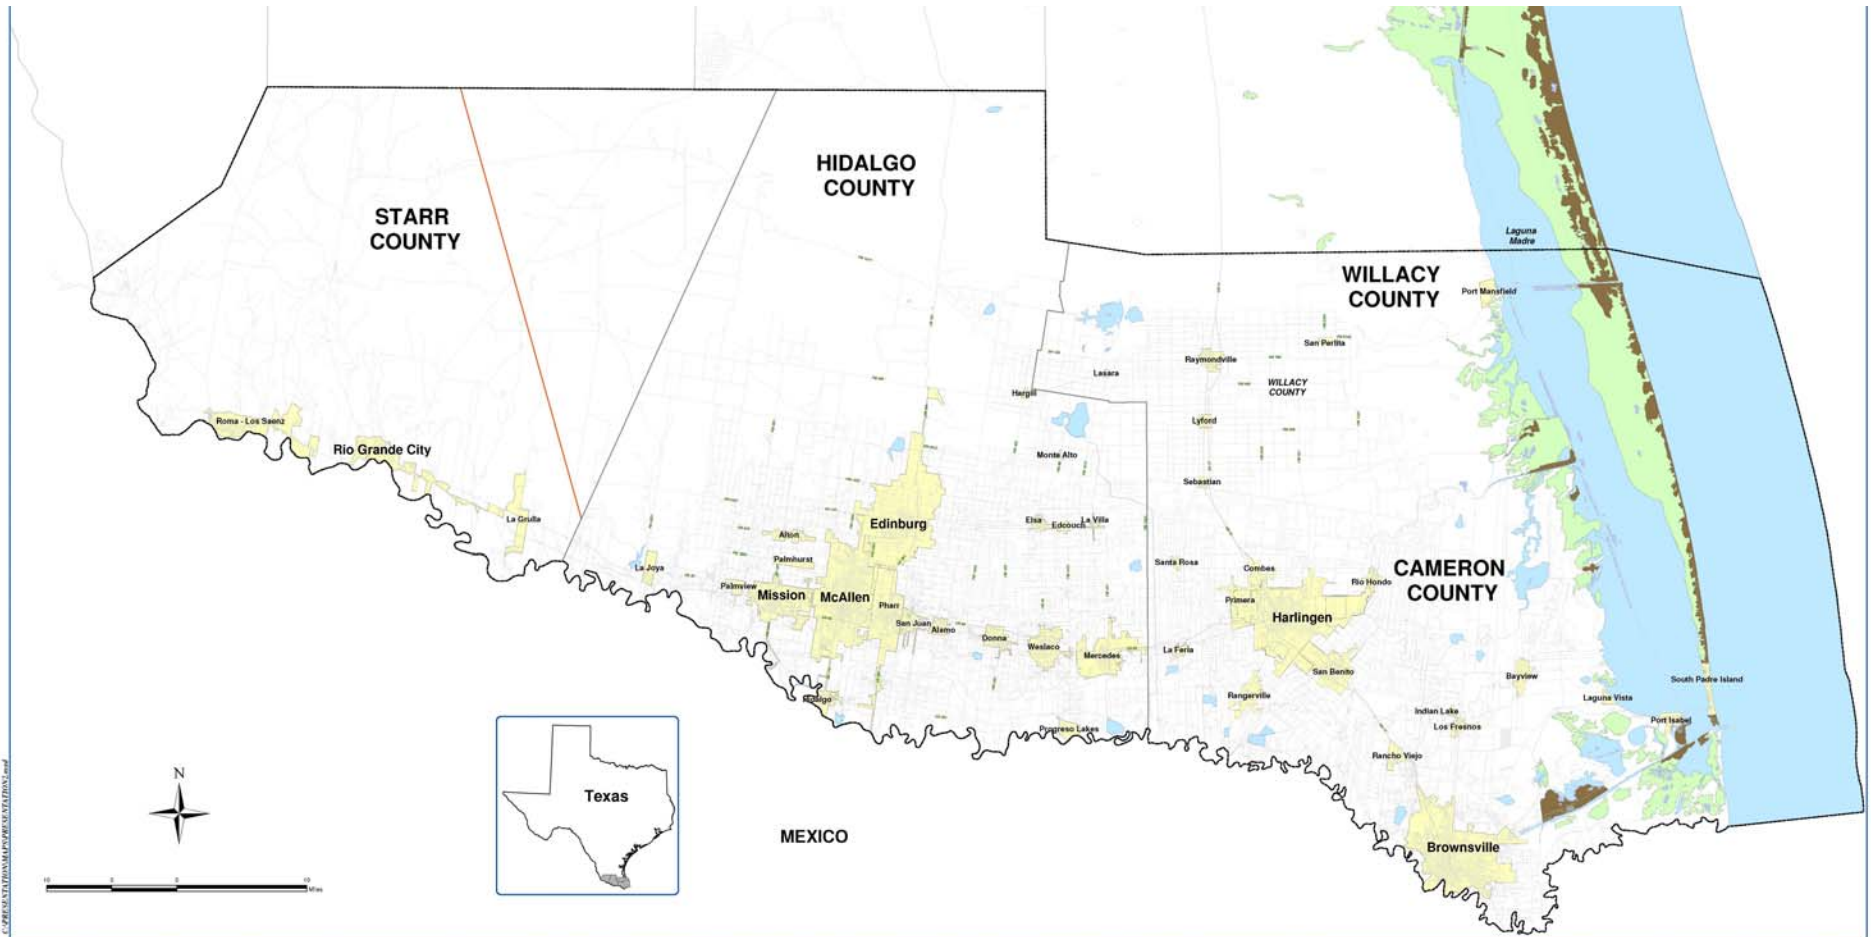 HIDALGO
COUNTY
STARR
COUNTY
Laguna
Madre
WILLACY
COUNTY
Port Mansfield
San Perlita
Raymondville
Lasara
WILLACY
COUNTY
Hargill
Lyford
Roma - Los Saenz
Rio Grande City
Monte Alto
Sebastian
La Grulla
Edinburg
Elsa
Edcouch
La Villa
Alton
Palmhurst
La Joya
Santa Rosa
Combes
CAMERON
COUNTY
Rio Hondo
Palmview
Mission
McAllen
Pharr
Primera
Harlingen
San Juan
Alamo
Donna
Weslaco
Mercedes
La Feria
San Benito
Bayview
South Padre Island
Hidalgo
Rangerville
Laguna Vista
Indian Lake
Los Fresnos
Port Isabel
Progreso Lakes
Rancho Viejo
N
Texas
MEXICO
Brownsville
Miles